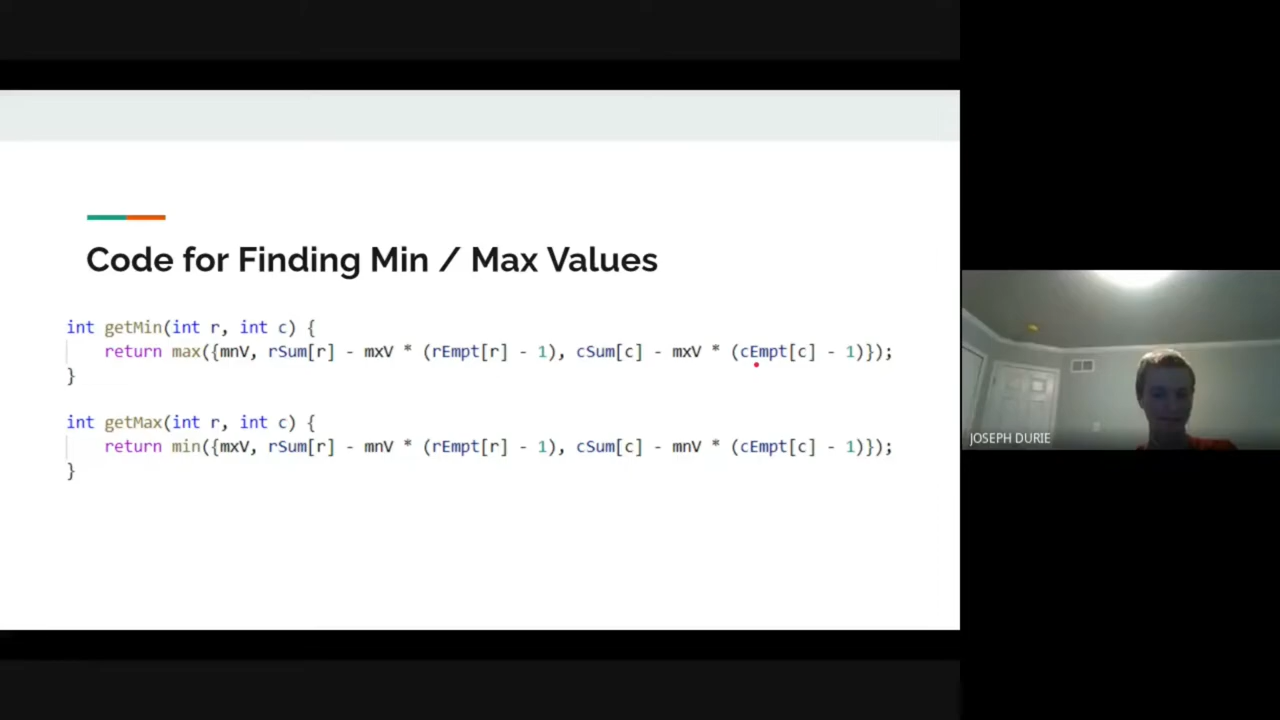 Code for Finding Min / Max Values
int getMin(int r, int c) {
return max({mnV, rSum[r] - mxV * (rEmpt[r] - 1), cSum[c] - mxV * (cEmpt[c] - 1)});
}
int getMax(int r, int c) {
return min({mxV, rSum[r] - mnV * (rEmpt[r] - 1), cSum[c] - mnV * (cEmpt[c] - 1)});
}
JOSEPH DURIE